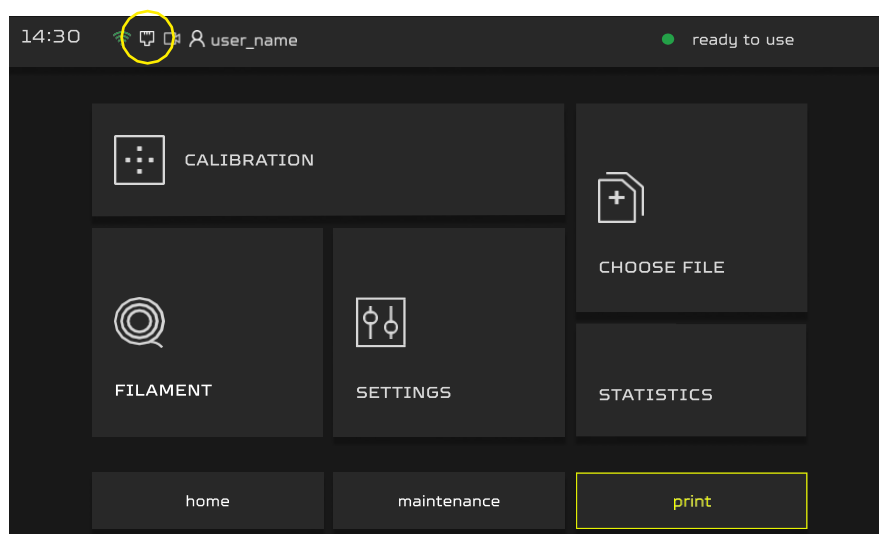 14:30 user_name ready to use
CALIBRATION
CHOOSE FILE
FILAMENT
SETTINGS
STATISTICS
home maintenance print